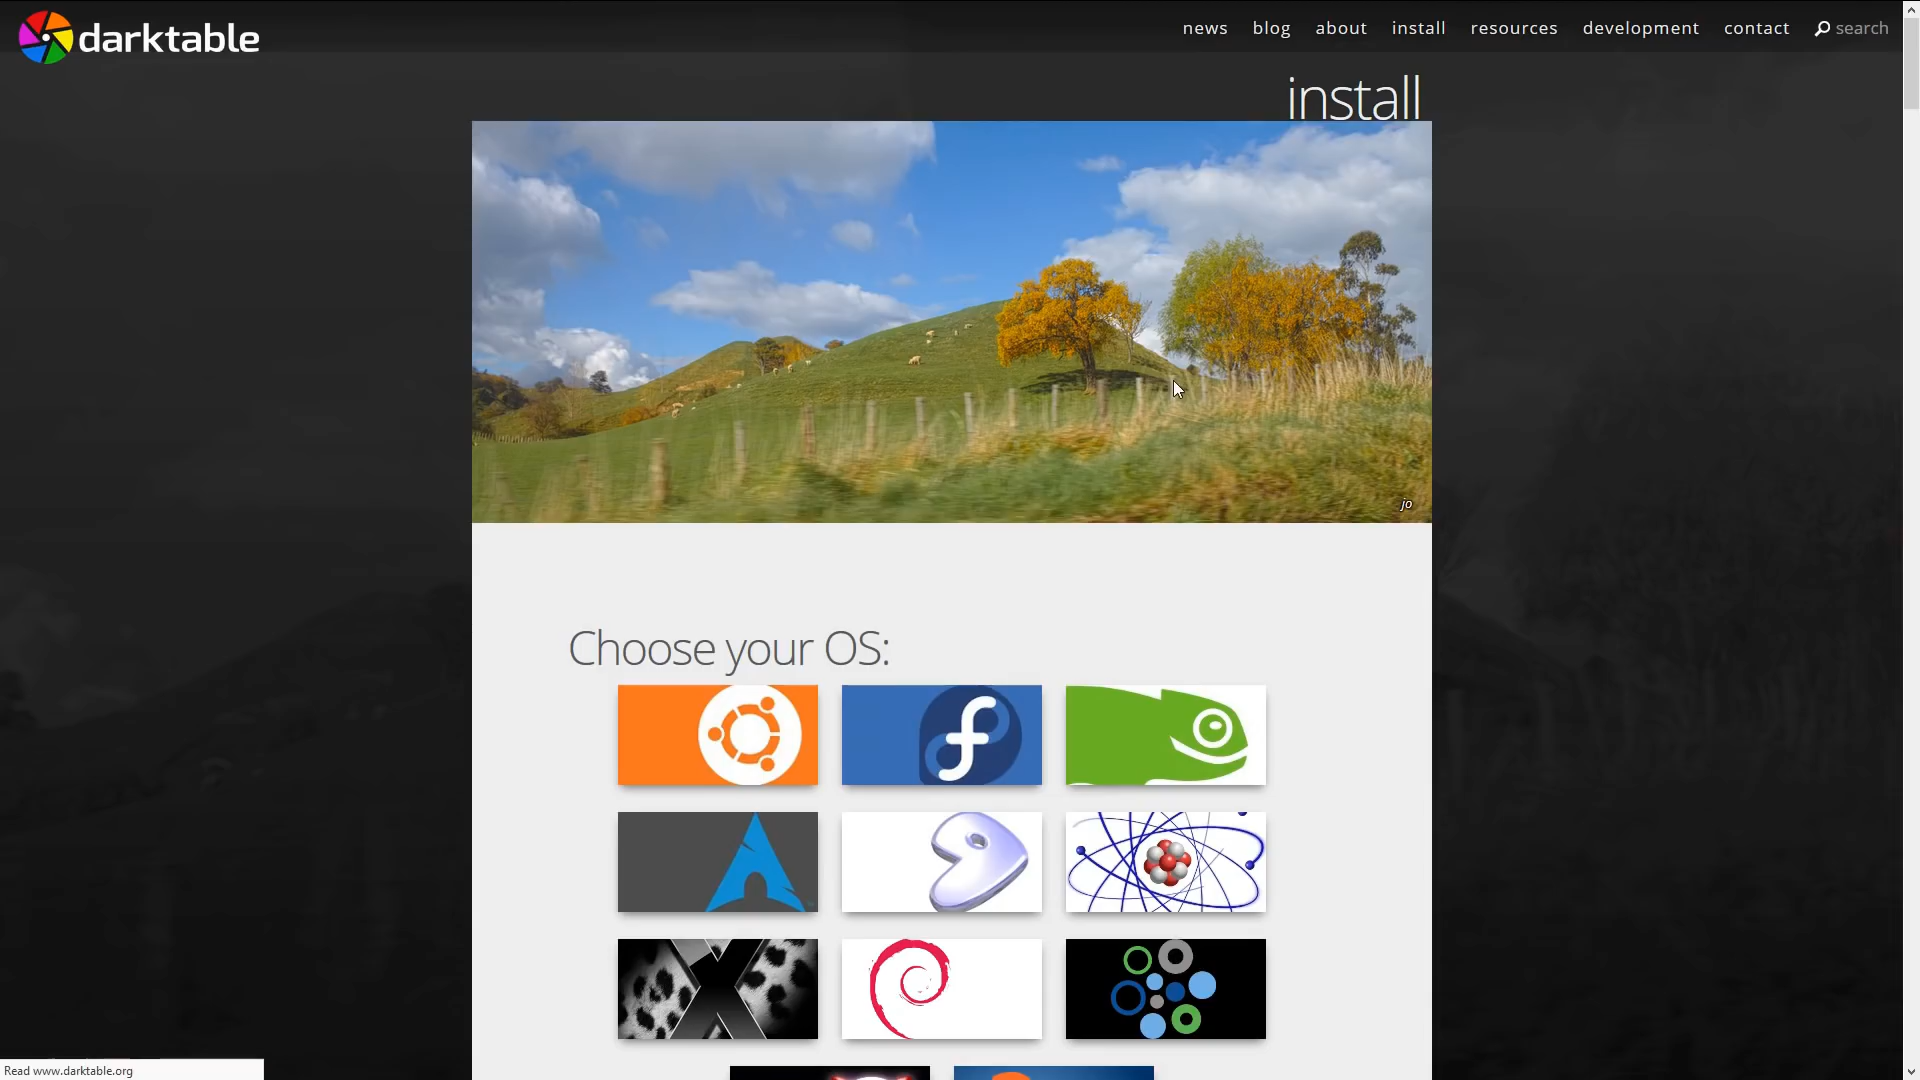 darktable
news blog about install resources development contact search
install
jo
Choose your OS:
Read www.darktable.org